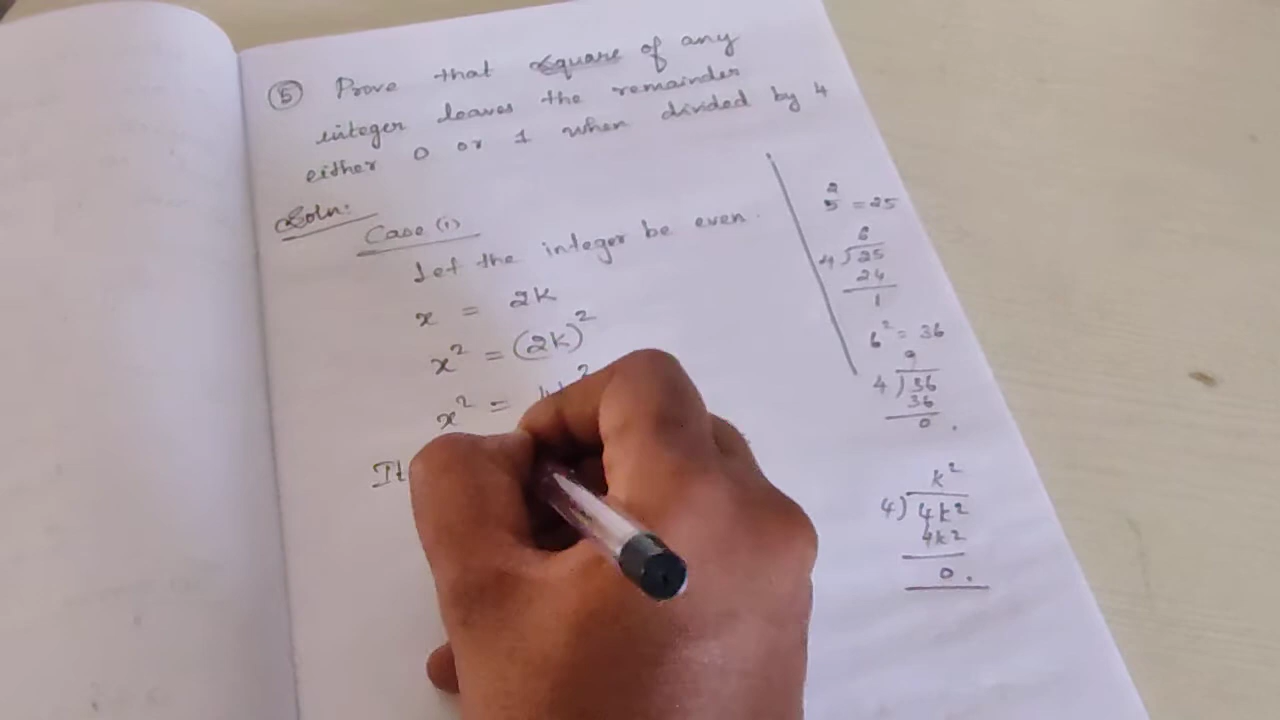 ⑤ Prove that square of any
integer leaves the remainder
either 0 or 1 when divided by 4
Soln:
Case (i)
Let the integer be even.
x = 2k
x² = (2k)²
x² =
It
5² = 25
6
4)25
24
1
6² = 36
9
4)36
36
0.
k²
4)4k²
4k²
0.